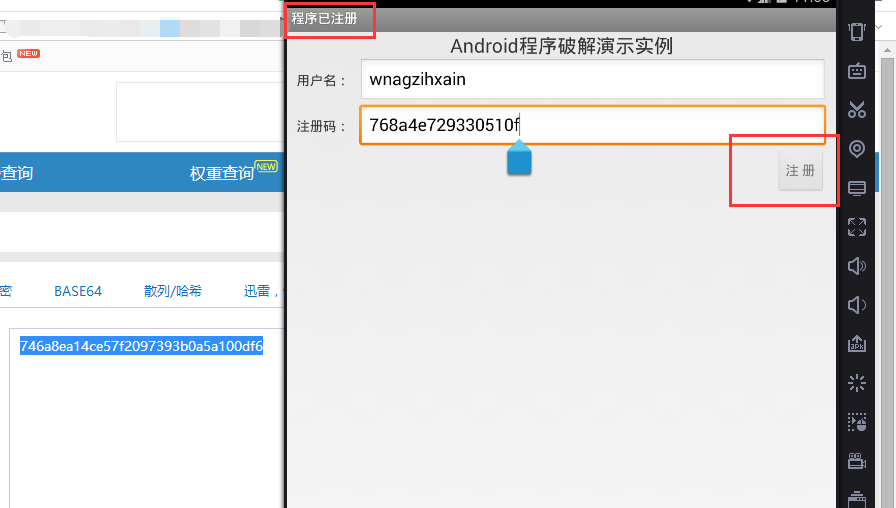 程序已注册
Android程序破解演示实例
用户名： wnagzihxain
注册码： 768a4e729330510f
注 册
包 NEW
查询 权重查询 NEW
密 BASE64 散列/哈希 迅雷，
746a8ea14ce57f2097393b0a5a100df6